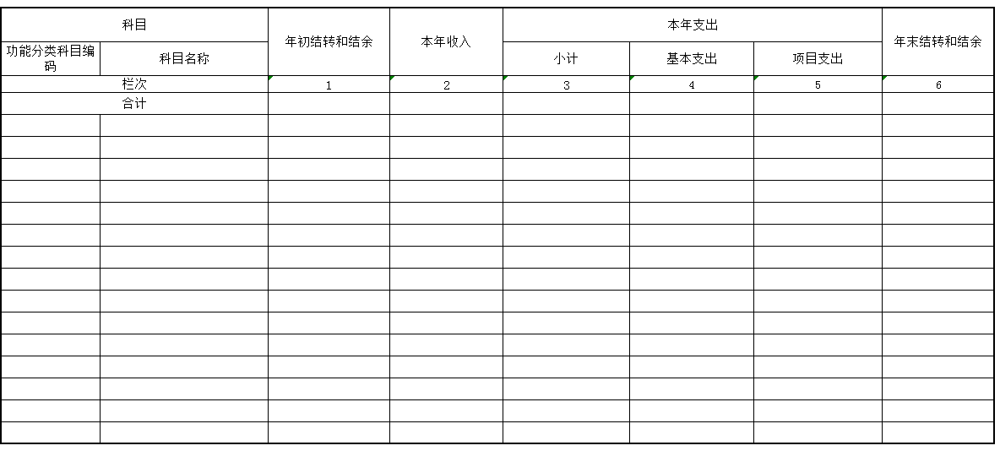 科目
年初结转和结余
本年收入
本年支出
年末结转和结余
功能分类科目编
码
科目名称
小计
基本支出
项目支出
栏次
1
2
3
4
5
6
合计